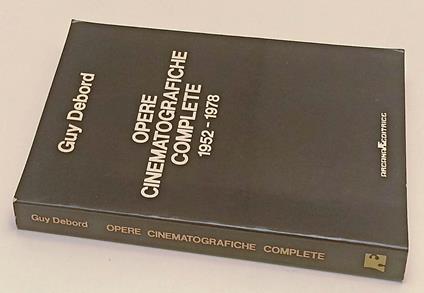 Guy Debord
OPERE
CINEMATOGRAFICHE
COMPLETE
1952-1978
ARCANA EDITRICE
Guy Debord OPERE CINEMATOGRAFICHE COMPLETE